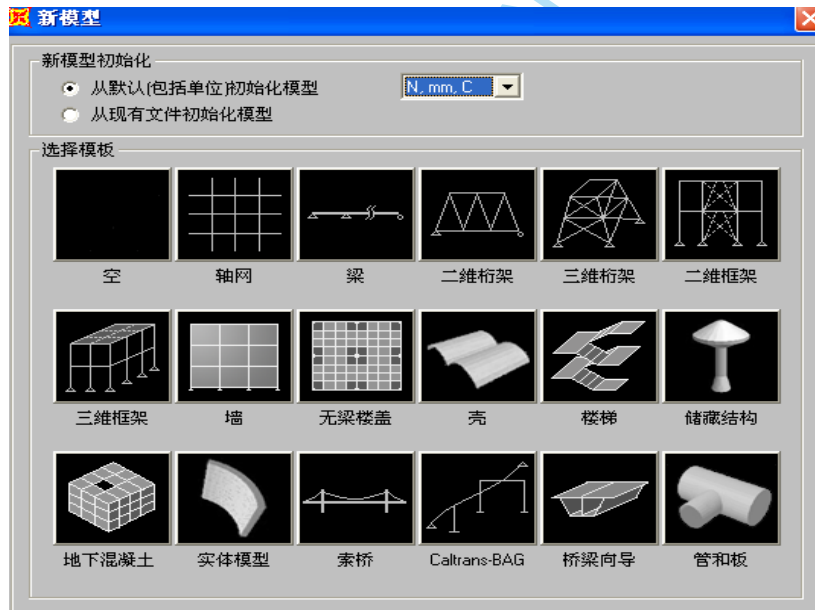 新模型
新模型初始化
从默认(包括单位)初始化模型
N, mm, C
从现有文件初始化模型
选择模板
空 轴网 梁 二维桁架 三维桁架 二维框架
三维框架 墙 无梁楼盖 壳 楼梯 储藏结构
地下混凝土 实体模型 索桥 Caltrans-BAG 桥梁向导 管和板